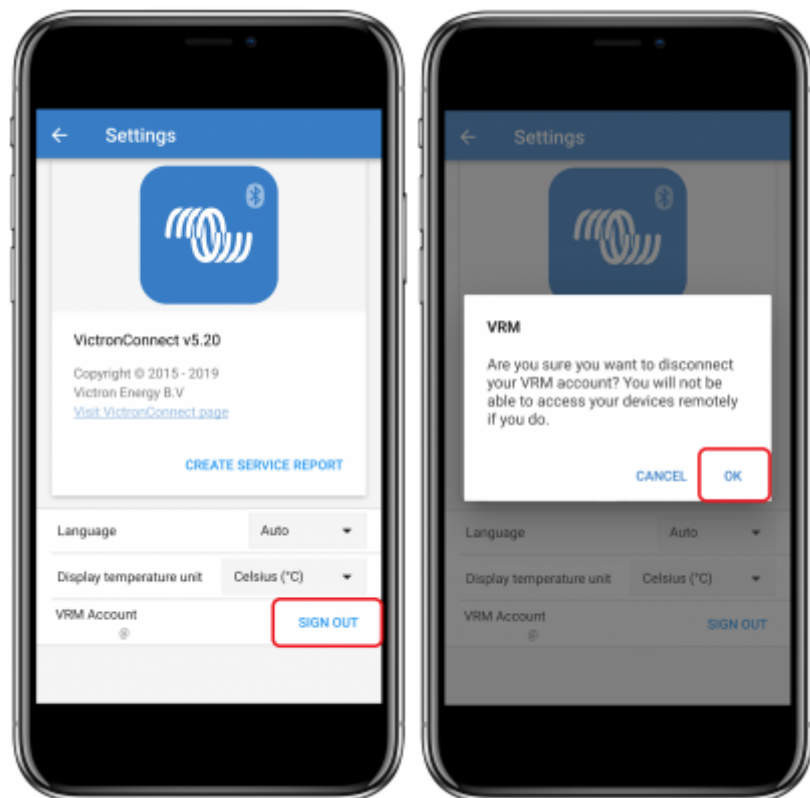 Settings
VictronConnect v5.20
Copyright © 2015 - 2019
Victron Energy B.V
Visit VictronConnect page
CREATE SERVICE REPORT
Language Auto
Display temperature unit Celsius (°C)
VRM Account SIGN OUT
@
Settings
VRM
Are you sure you want to disconnect
your VRM account? You will not be
able to access your devices remotely
if you do.
CANCEL OK
Language Auto
Display temperature unit Celsius (°C)
VRM Account SIGN OUT
@